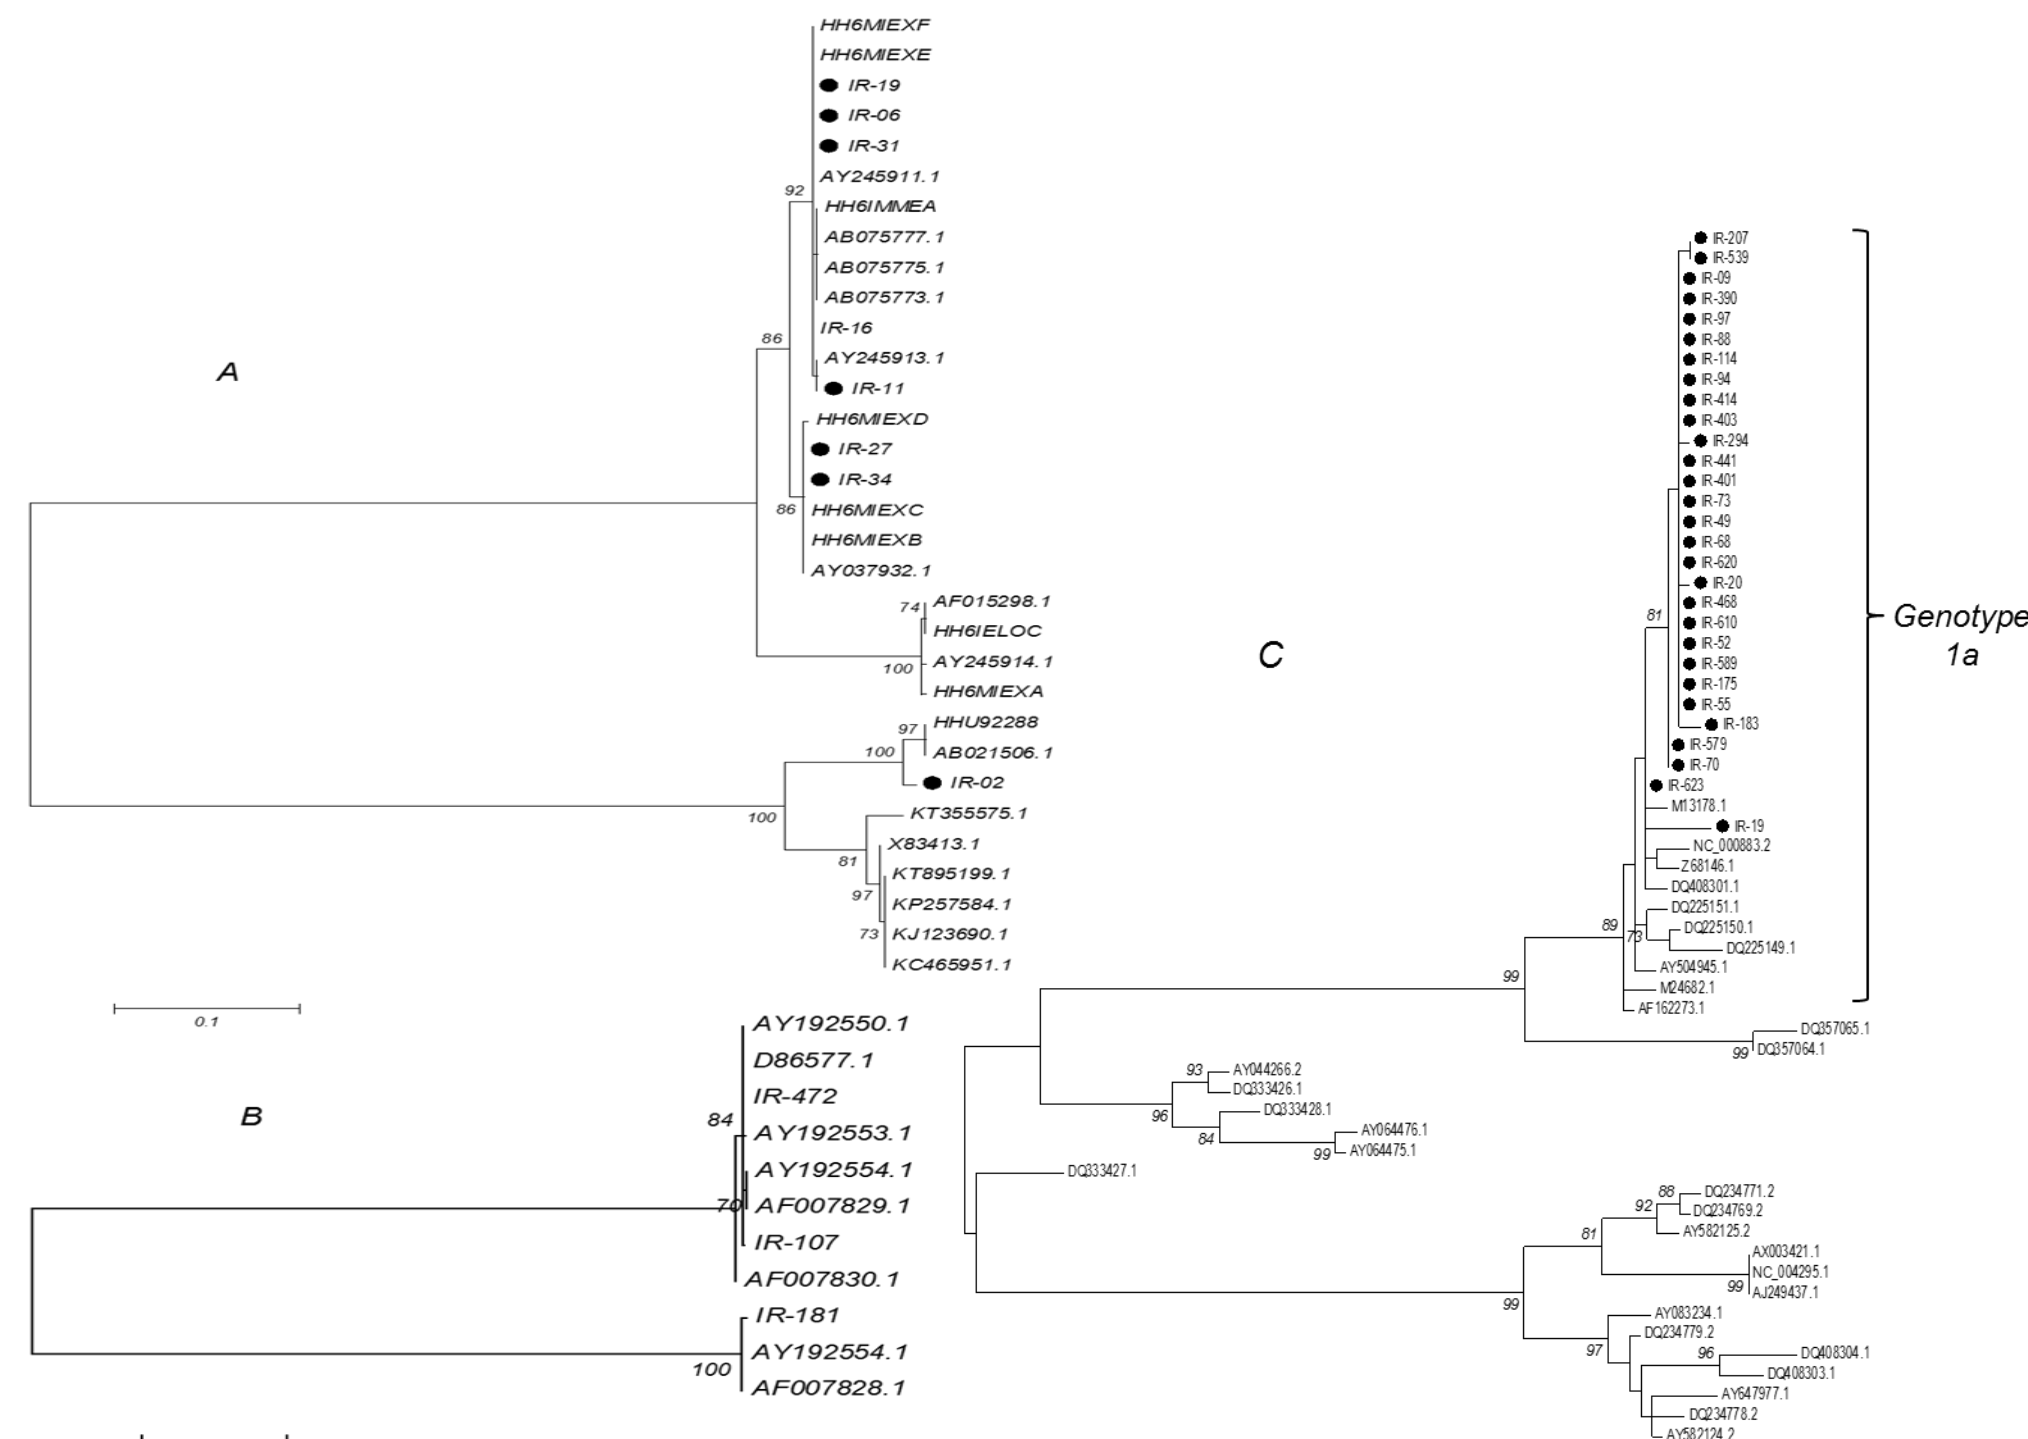 A
HH6MIEXF
HH6MIEXE
IR-19
IR-06
IR-31
AY245911.1
92
HH6IMMEA
AB075777.1
AB075775.1
AB075773.1
IR-16
86
AY245913.1
IR-11
HH6MIEXD
IR-27
IR-34
86
HH6MIEXC
HH6MIEXB
AY037932.1
74
AF015298.1
HH6IELOC
100
AY245914.1
HH6MIEXA
97
HHU92288
100
AB021506.1
IR-02
100
KT355575.1
81
X83413.1
97
KT895199.1
KP257584.1
73
KJ123690.1
KC465951.1
0.1
B
AY192550.1
D86577.1
IR-472
84
AY192553.1
AY192554.1
70
AF007829.1
IR-107
AF007830.1
IR-181
100
AY192554.1
AF007828.1
C
IR-207
IR-539
IR-09
IR-390
IR-97
IR-88
IR-114
IR-94
IR-414
IR-403
IR-294
IR-441
IR-401
IR-73
IR-49
IR-68
IR-620
IR-20
IR-468
81
IR-610
IR-52
IR-589
IR-175
IR-55
IR-183
IR-579
IR-70
IR-623
M13178.1
IR-19
NC_000883.2
Z68146.1
DQ408301.1
DQ225151.1
89
73
DQ225150.1
DQ225149.1
AY504945.1
99
M24682.1
AF162273.1
Genotype
1a
DQ357065.1
99
DQ357064.1
93
AY044266.2
DQ333426.1
96
DQ333428.1
84
AY064476.1
99
AY064475.1
DQ333427.1
88
DQ234771.2
92
DQ234769.2
81
AY582125.2
AX003421.1
NC_004295.1
99
AJ249437.1
99
AY083234.1
DQ234779.2
97
96
DQ408304.1
DQ408303.1
AY647977.1
DQ234778.2
AY582124.2